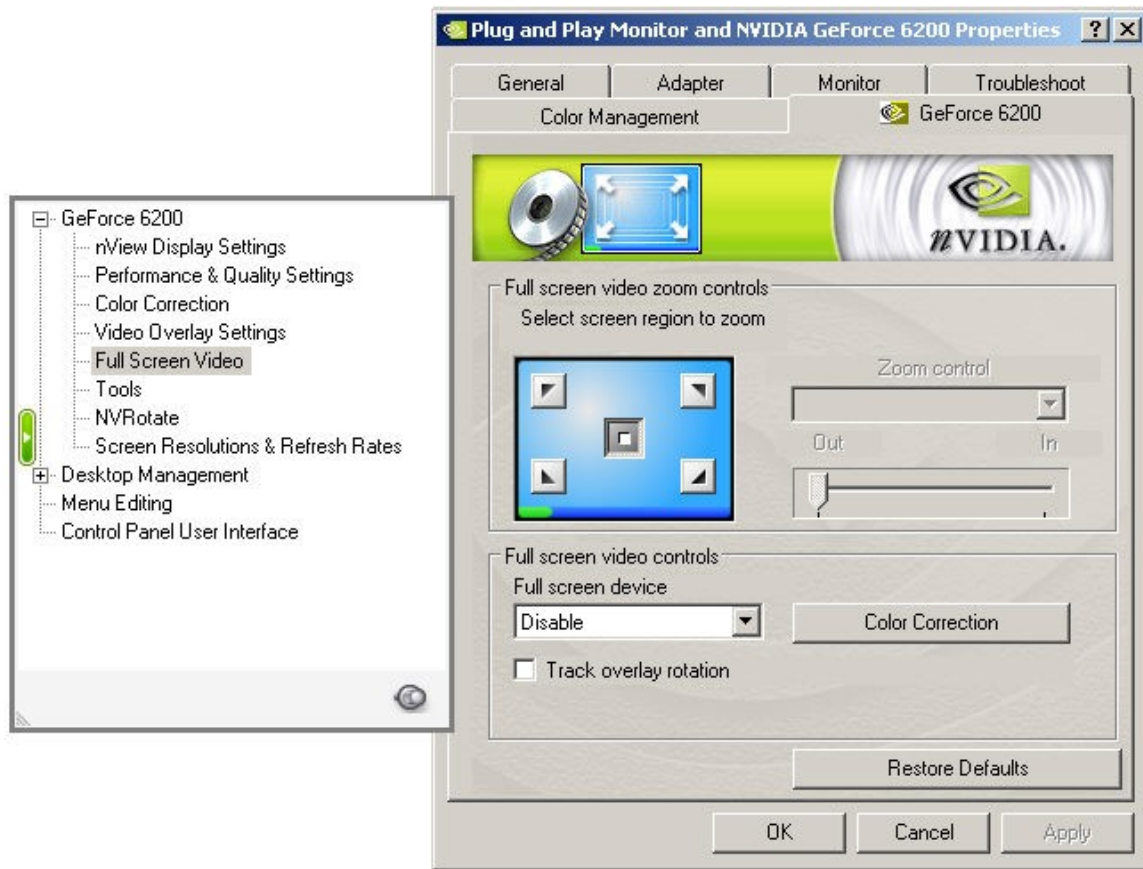 Plug and Play Monitor and NVIDIA GeForce 6200 Properties
General Adapter Monitor Troubleshoot
Color Management GeForce 6200
nVIDIA.
GeForce 6200
nView Display Settings
Performance & Quality Settings
Color Correction
Video Overlay Settings
Full Screen Video
Tools
NVRotate
Screen Resolutions & Refresh Rates
Desktop Management
Menu Editing
Control Panel User Interface
Full screen video zoom controls
Select screen region to zoom
Zoom control
Out In
Full screen video controls
Full screen device
Disable
Color Correction
Track overlay rotation
Restore Defaults
OK Cancel Apply